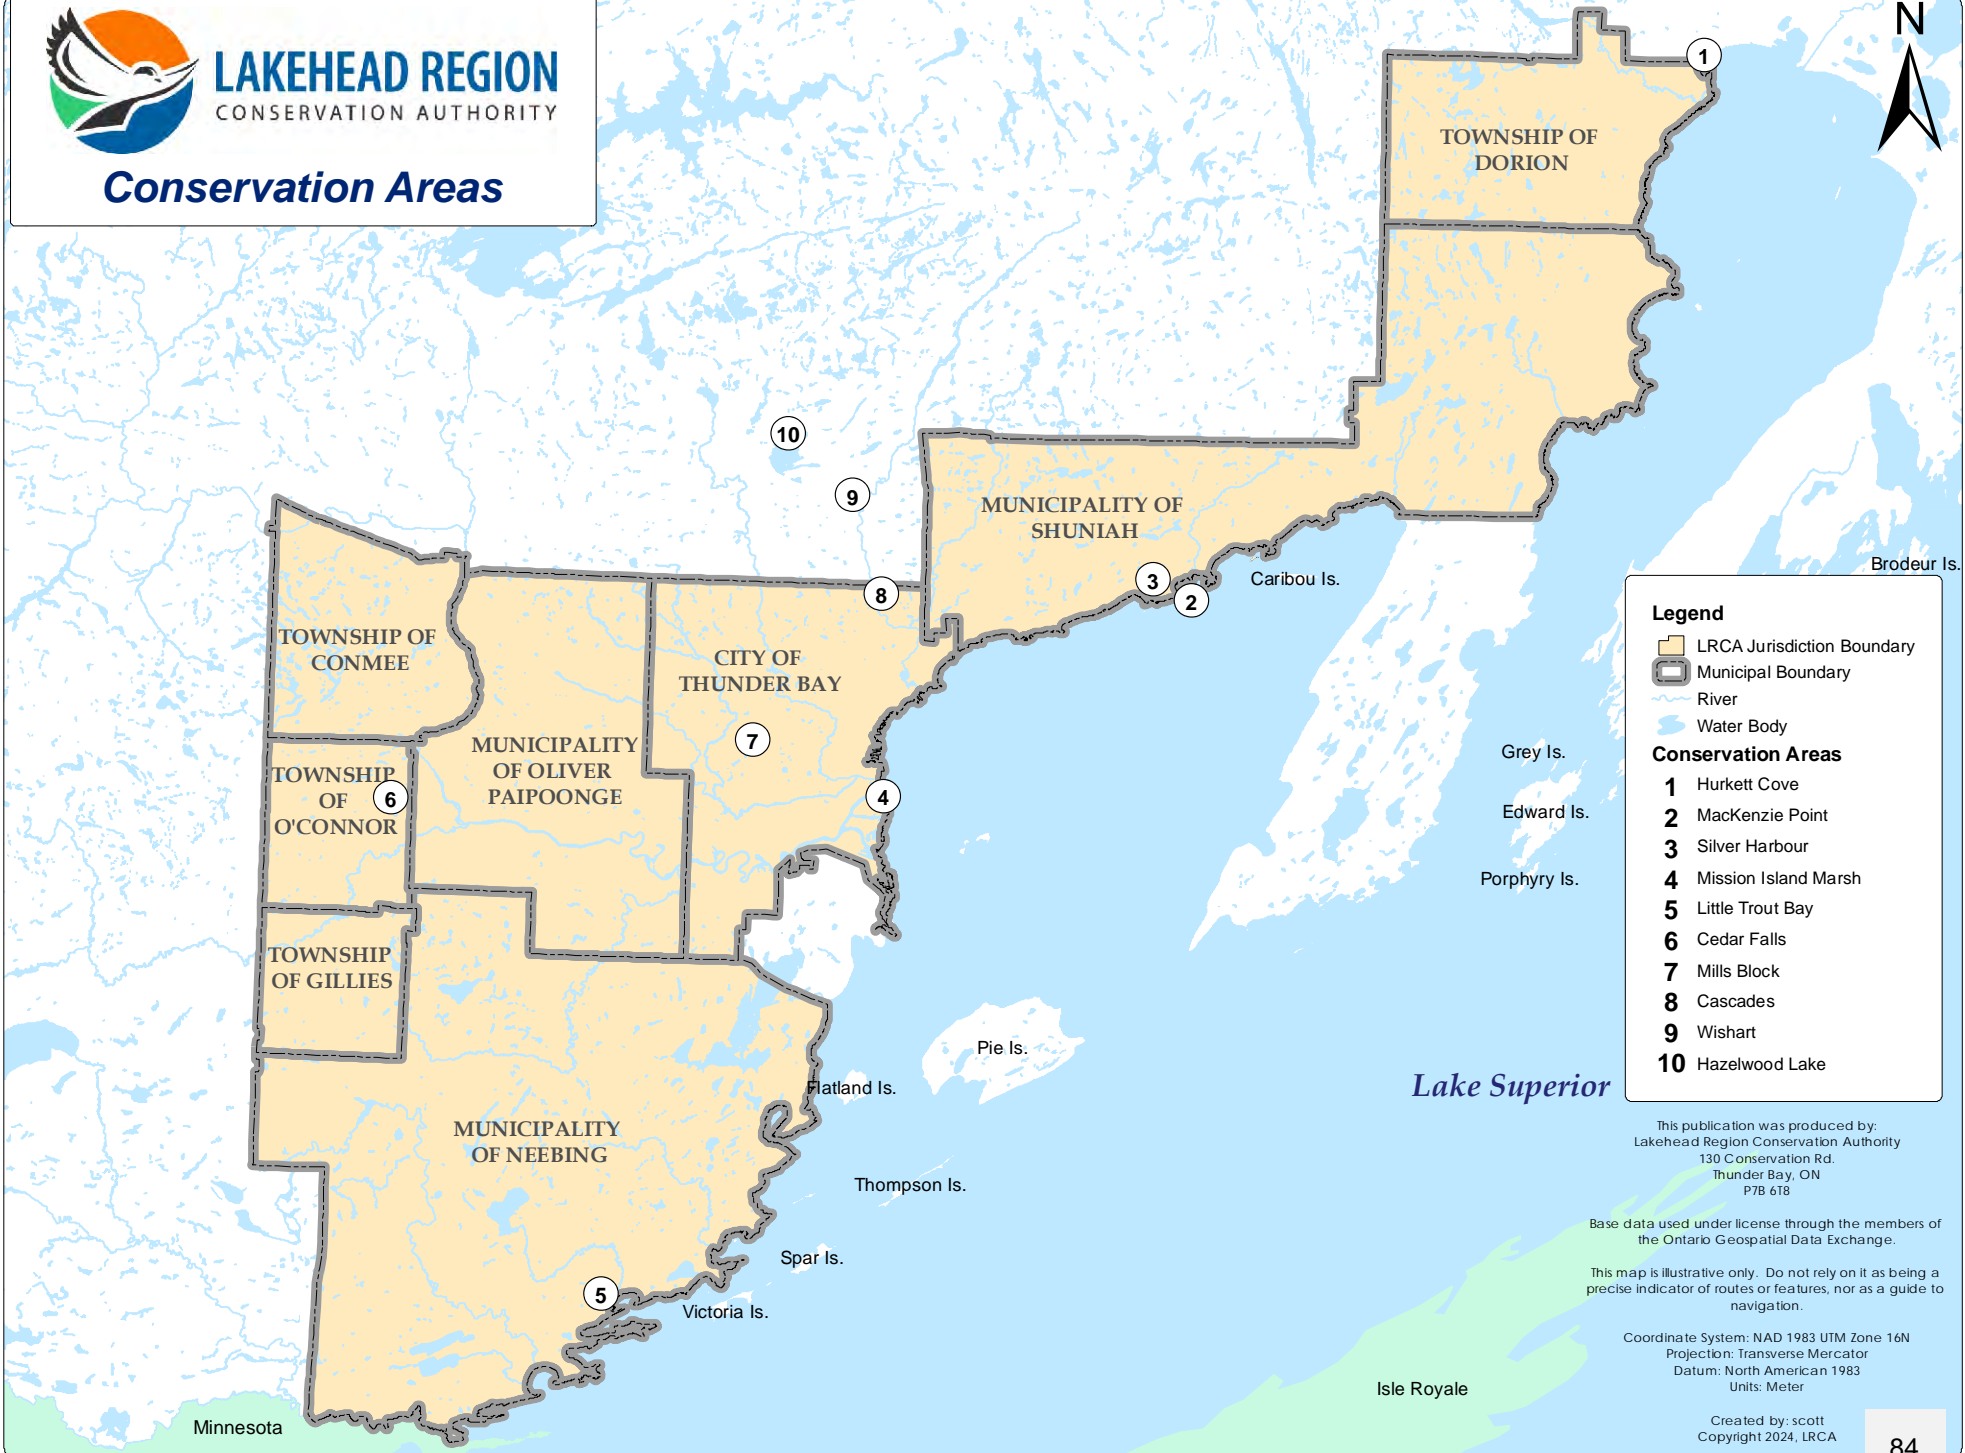 LAKEHEAD REGION
CONSERVATION AUTHORITY
Conservation Areas
N
1
TOWNSHIP OF
DORION
10
9
MUNICIPALITY OF
SHUNIAH
3
2
Caribou Is.
Brodeur Is.
8
TOWNSHIP OF
CONMEE
CITY OF
THUNDER BAY
7
MUNICIPALITY
OF OLIVER
PAIPOONGE
TOWNSHIP
OF
O'CONNOR
6
4
Grey Is.
Edward Is.
Porphyry Is.
TOWNSHIP
OF GILLIES
Pie Is.
Flatland Is.
Lake Superior
MUNICIPALITY
OF NEEBING
Thompson Is.
Spar Is.
5
Victoria Is.
Isle Royale
Minnesota
Legend
LRCA Jurisdiction Boundary
Municipal Boundary
River
Water Body
Conservation Areas
1 Hurkett Cove
2 MacKenzie Point
3 Silver Harbour
4 Mission Island Marsh
5 Little Trout Bay
6 Cedar Falls
7 Mills Block
8 Cascades
9 Wishart
10 Hazelwood Lake
This publication was produced by:
Lakehead Region Conservation Authority
130 Conservation Rd.
Thunder Bay, ON
P7B 6T8
Base data used under license through the members of
the Ontario Geospatial Data Exchange.
This map is illustrative only. Do not rely on it as being a
precise indicator of routes or features, nor as a guide to
navigation.
Coordinate System: NAD 1983 UTM Zone 16N
Projection: Transverse Mercator
Datum: North American 1983
Units: Meter
Created by: scott
Copyright 2024, LRCA
84